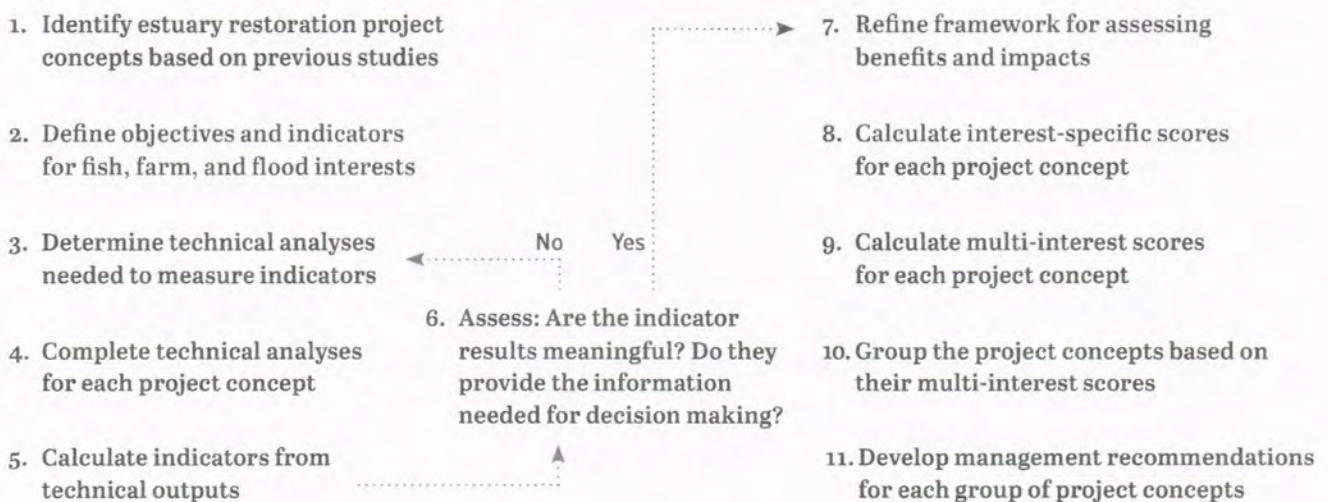 1. Identify estuary restoration project
concepts based on previous studies
2. Define objectives and indicators
for fish, farm, and flood interests
3. Determine technical analyses
needed to measure indicators
4. Complete technical analyses
for each project concept
5. Calculate indicators from
technical outputs
No Yes
6. Assess: Are the indicator
results meaningful? Do they
provide the information
needed for decision making?
7. Refine framework for assessing
benefits and impacts
8. Calculate interest-specific scores
for each project concept
9. Calculate multi-interest scores
for each project concept
10. Group the project concepts based on
their multi-interest scores
11. Develop management recommendations
for each group of project concepts